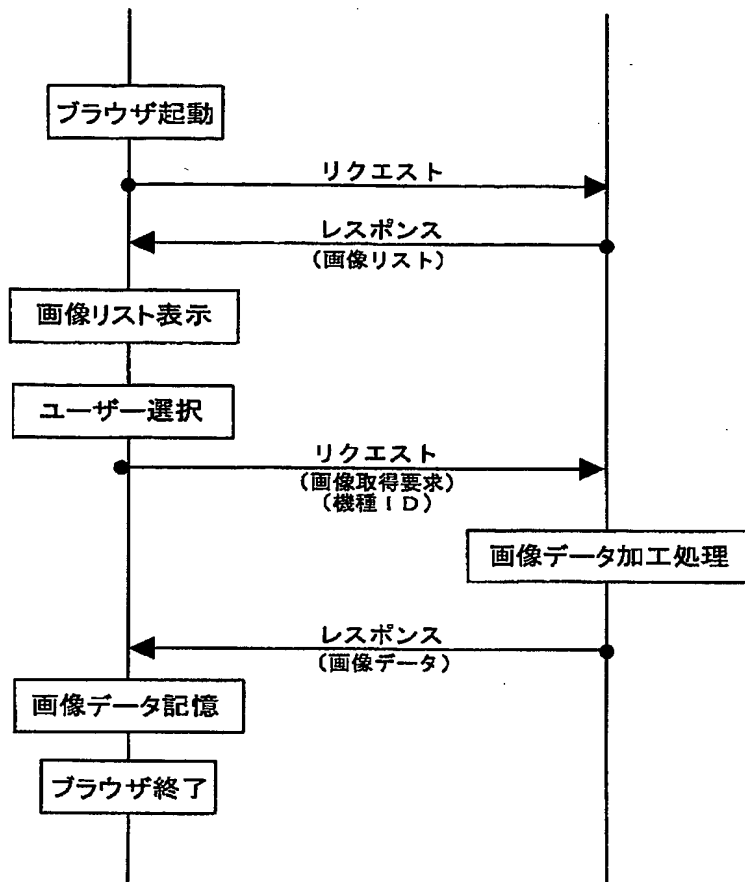 ブラウザ起動
リクエスト
レスポンス
(画像リスト)
画像リスト表示
ユーザー選択
リクエスト
(画像取得要求)
(機種ID)
画像データ加工処理
レスポンス
(画像データ)
画像データ記憶
ブラウザ終了